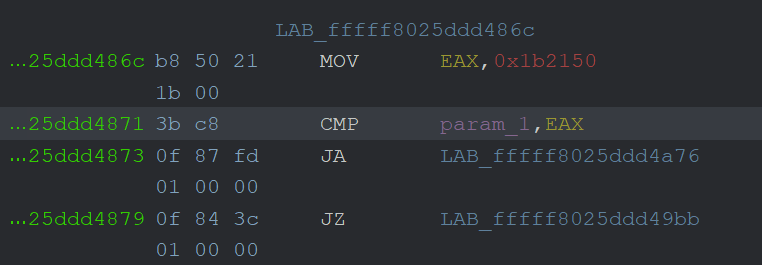 LAB_fffff8025ddd486c
...25ddd486c b8 50 21 MOV EAX,0x1b2150
1b 00
...25ddd4871 3b c8 CMP param_1,EAX
...25ddd4873 0f 87 fd JA LAB_fffff8025ddd4a76
01 00 00
...25ddd4879 0f 84 3c JZ LAB_fffff8025ddd49bb
01 00 00